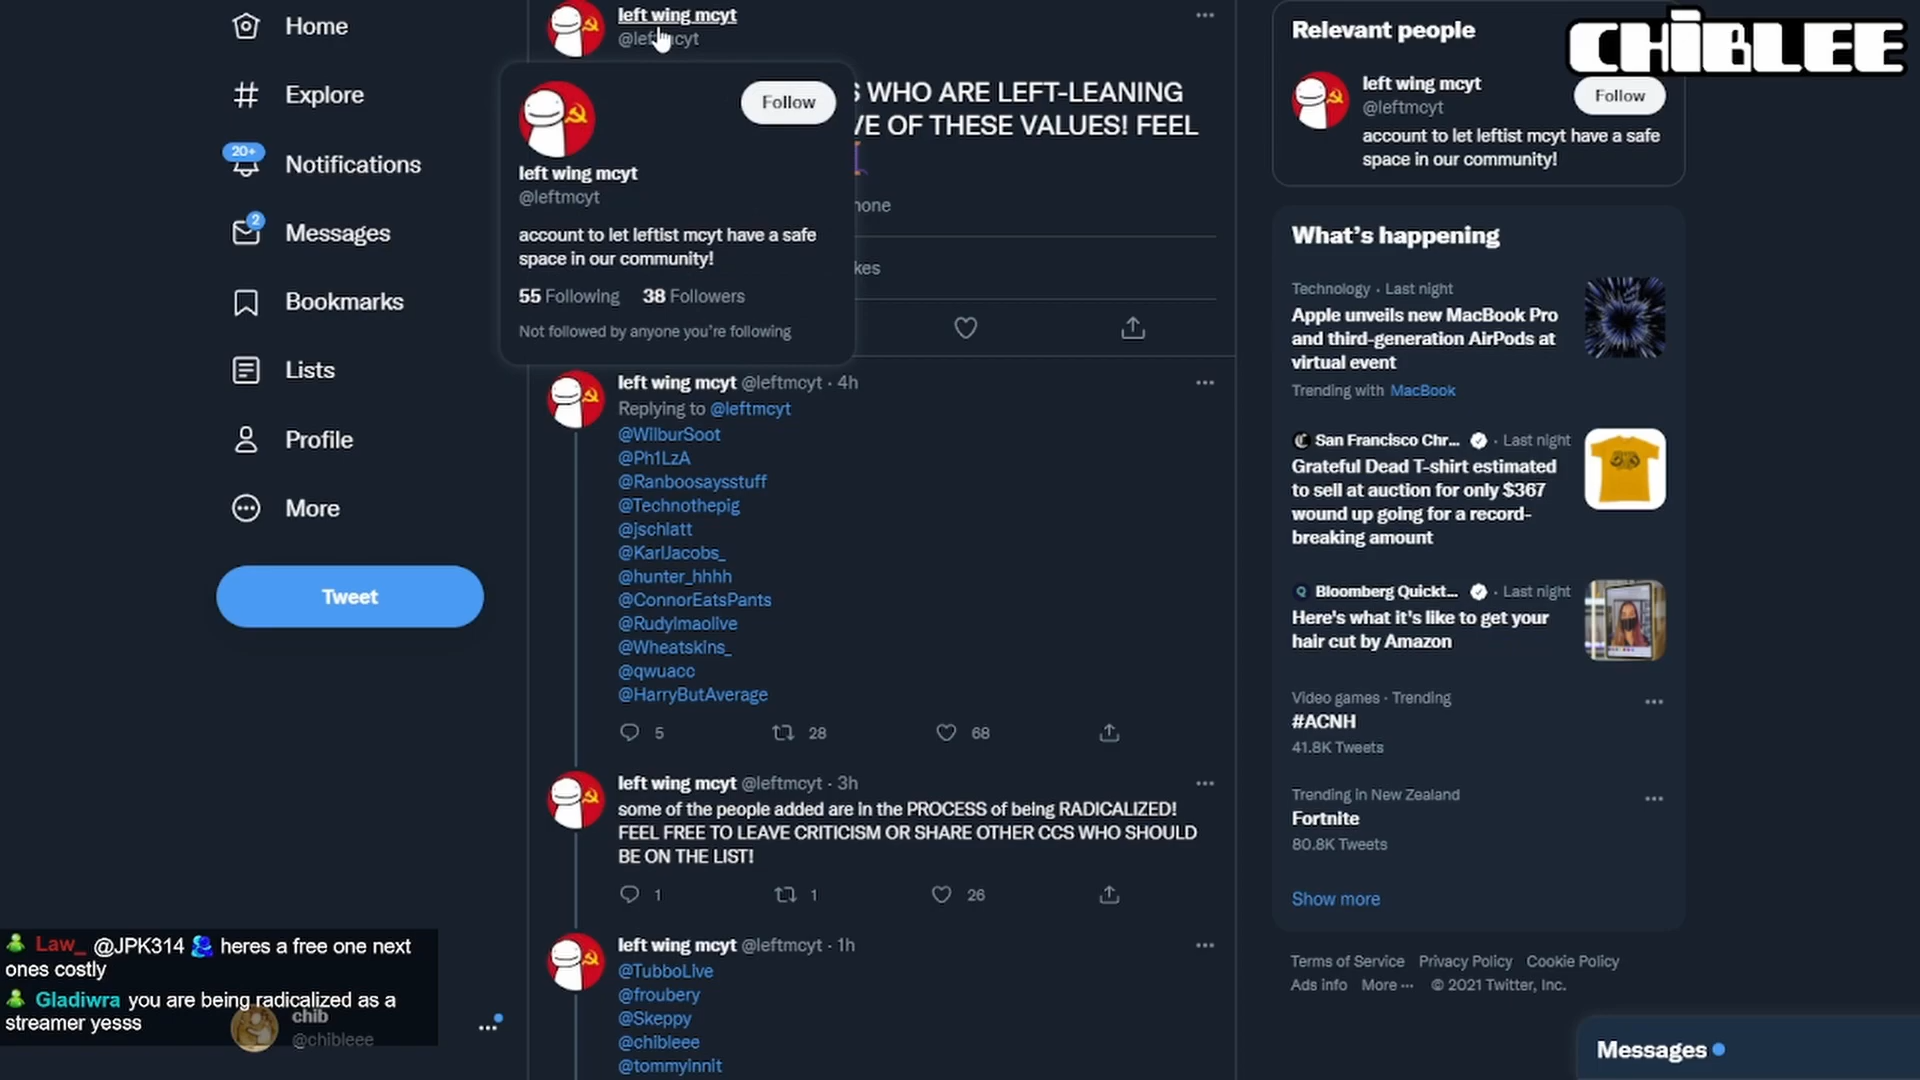 Home
Explore
20+
Notifications
2
Messages
Bookmarks
Lists
Profile
More
Tweet
Law_ @JPK314 heres a free one next
ones costly
Gladiwra you are being radicalized as a
streamer yesss
chib
@chibleee
left wing mcyt
WHO ARE LEFT-LEANING
OF THESE VALUES! FEEL
left wing mcyt
@leftmcyt
Follow
account to let leftist mcyt have a safe
space in our community!
55 Following 38 Followers
Not followed by anyone you're following
left wing mcyt @leftmcyt · 4h
Replying to @leftmcyt
@WilburSoot
@Ph1LzA
@Ranboosaysstuff
@Technothepig
@jschlatt
@KarlJacobs_
@hunter_hhhh
@ConnorEatsPants
@Rudylmaolive
@Wheatskins_
@qwuacc
@HarryButAverage
5 28 68
left wing mcyt @leftmcyt · 3h
some of the people added are in the PROCESS of being RADICALIZED!
FEEL FREE TO LEAVE CRITICISM OR SHARE OTHER CCS WHO SHOULD
BE ON THE LIST!
1 1 26
left wing mcyt @leftmcyt · 1h
@TubboLive
@froubery
@Skeppy
@chibleee
@tommyinnit
CHIBLEE
Relevant people
left wing mcyt
@leftmcyt
Follow
account to let leftist mcyt have a safe
space in our community!
What's happening
Technology · Last night
Apple unveils new MacBook Pro
and third-generation AirPods at
virtual event
Trending with MacBook
San Francisco Chr... · Last night
Grateful Dead T-shirt estimated
to sell at auction for only $367
wound up going for a record-
breaking amount
Bloomberg Quickt... · Last night
Here's what it's like to get your
hair cut by Amazon
Video games · Trending
#ACNH
41.8K Tweets
Trending in New Zealand
Fortnite
80.8K Tweets
Show more
Terms of Service Privacy Policy Cookie Policy
Ads info More ··· © 2021 Twitter, Inc.
Messages